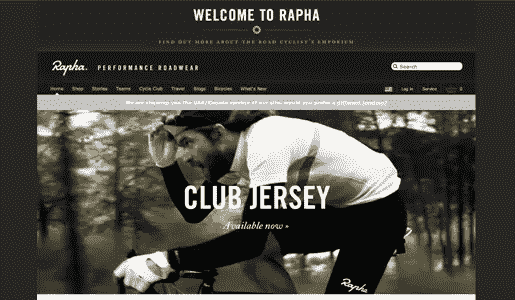 WELCOME TO RAPHA
FIND OUT MORE ABOUT THE ROAD CYCLIST'S EMPORIUM
Rapha. PERFORMANCE ROADWEAR
Search
Home Shop Stories Teams Cycle Club Travel Blogs Bicycles What's New
Log in Service 0
We are showing you the USA/Canada version of our site, would you prefer a different version?
CLUB JERSEY
Available now »
Rapha.